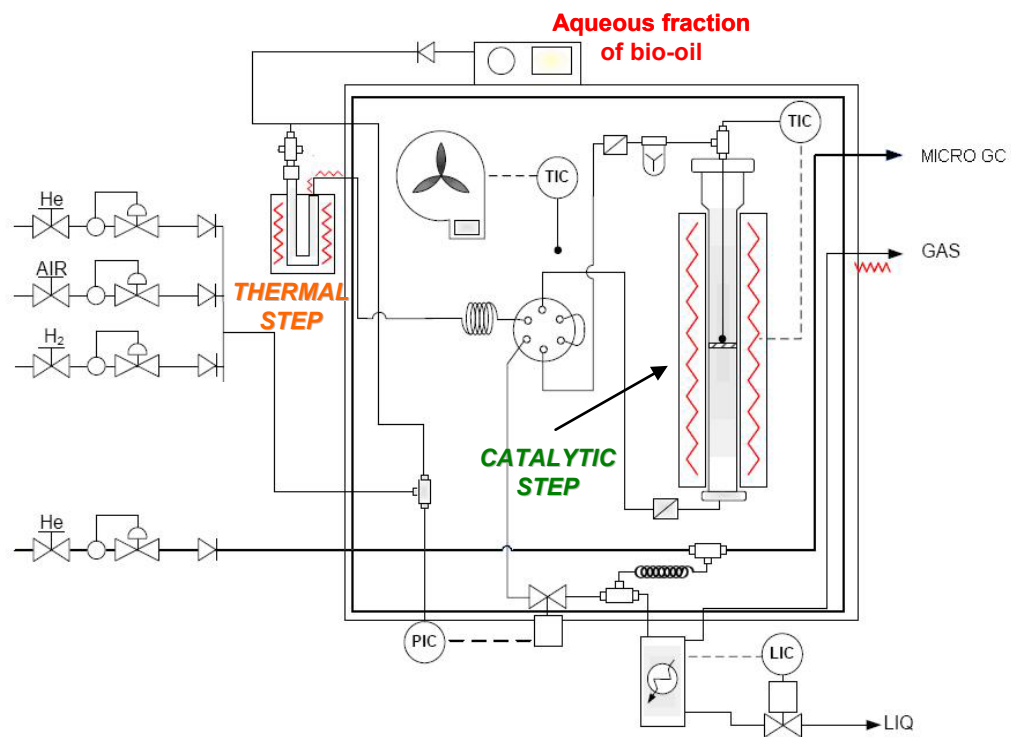 Aqueous fraction
of bio-oil
TIC
MICRO GC
TIC
He
GAS
AIR
THERMAL
STEP
H₂
CATALYTIC
STEP
He
PIC
LIC
LIQ